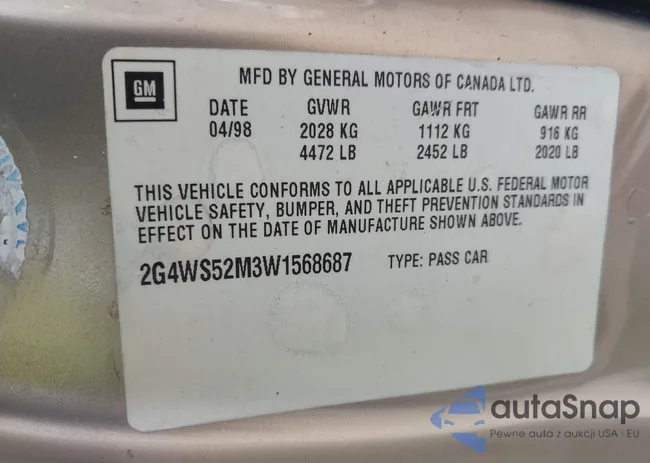 GM
MFD BY GENERAL MOTORS OF CANADA LTD.
DATE GVWR GAWR FRT GAWR RR
04/98 2028 KG 1112 KG 916 KG
4472 LB 2452 LB 2020 LB
THIS VEHICLE CONFORMS TO ALL APPLICABLE U.S. FEDERAL MOTOR
VEHICLE SAFETY, BUMPER, AND THEFT PREVENTION STANDARDS IN
EFFECT ON THE DATE OF MANUFACTURE SHOWN ABOVE.
2G4WS52M3W1568687 TYPE: PASS CAR
autaSnap
Pewne auta z aukcji USA i EU